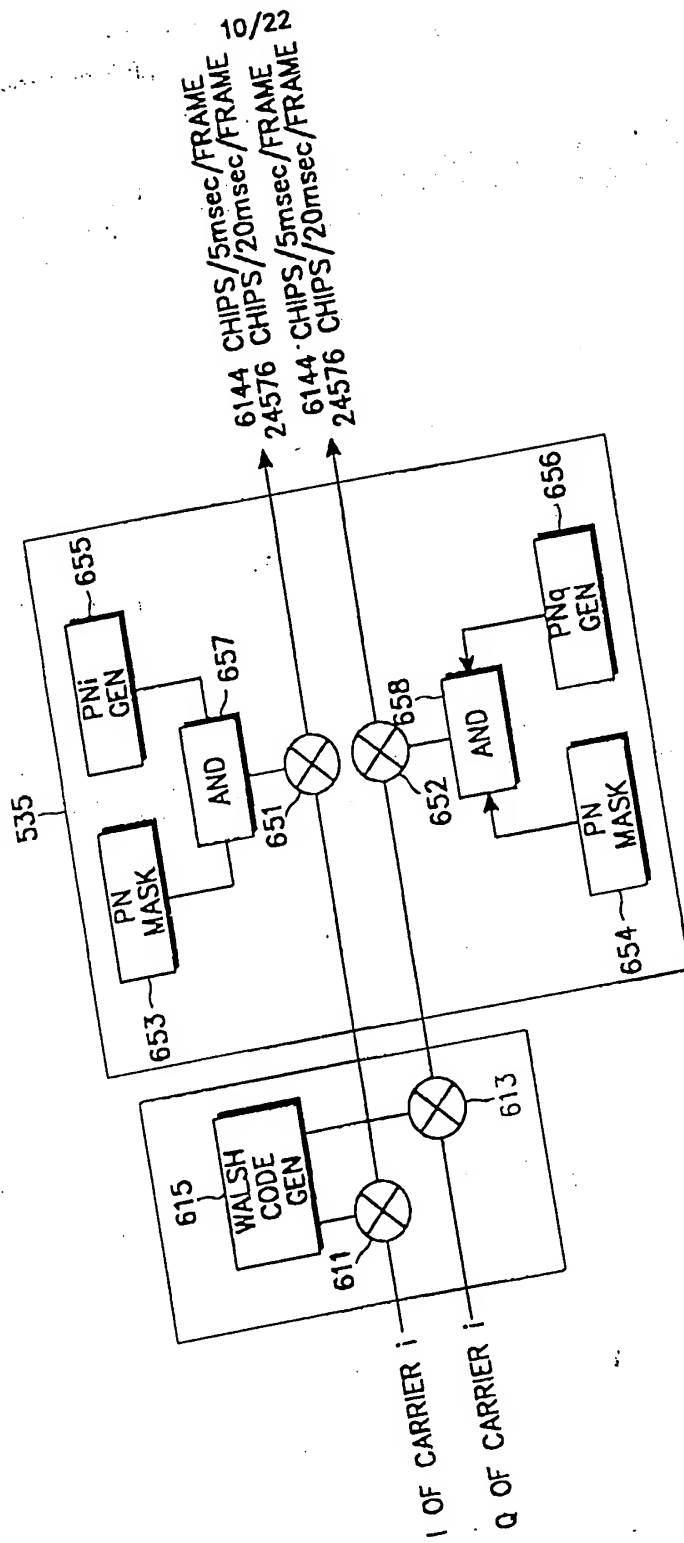 10/22
6144 CHIPS/5msec/FRAME
24576 CHIPS/20msec/FRAME
6144 CHIPS/5msec/FRAME
24576 CHIPS/20msec/FRAME
535
653
PN
MASK
PNi
GEN
655
AND
657
651
615
WALSH
CODE
GEN
611
613
652
658
AND
PN
MASK
654
PNq
GEN
656
I OF CARRIER i
Q OF CARRIER i